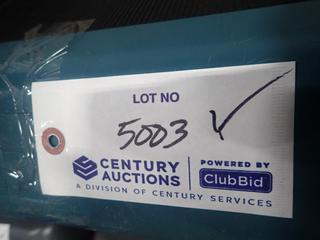 LOT NO
5003
CENTURY AUCTIONS
POWERED BY
ClubBid
A DIVISION OF CENTURY SERVICES